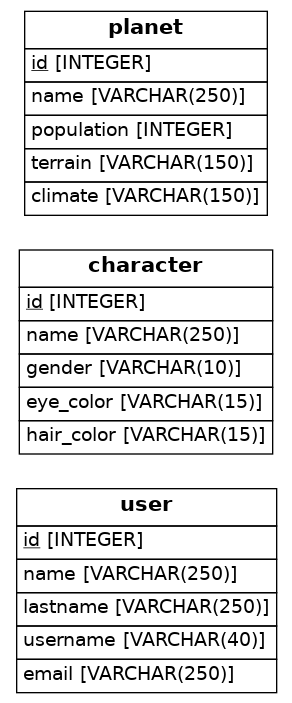 planet
id [INTEGER]
name [VARCHAR(250)]
population [INTEGER]
terrain [VARCHAR(150)]
climate [VARCHAR(150)]
character
id [INTEGER]
name [VARCHAR(250)]
gender [VARCHAR(10)]
eye_color [VARCHAR(15)]
hair_color [VARCHAR(15)]
user
id [INTEGER]
name [VARCHAR(250)]
lastname [VARCHAR(250)]
username [VARCHAR(40)]
email [VARCHAR(250)]